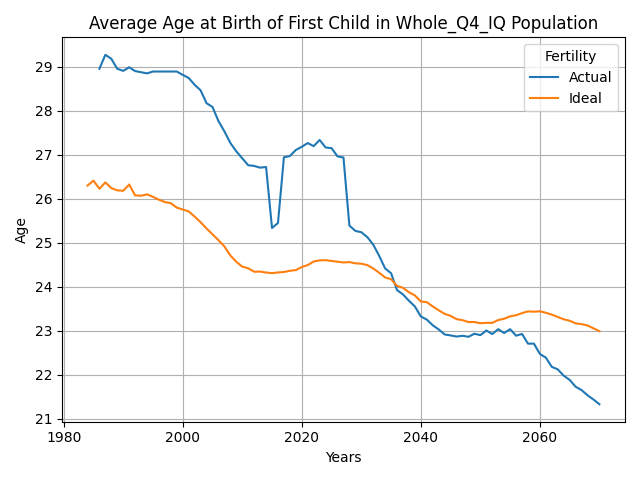 Average Age at Birth of First Child in Whole_Q4_IQ Population
Fertility
Actual
Ideal
29
28
27
26
25
24
23
22
21
Age
1980
2000
2020
2040
2060
Years